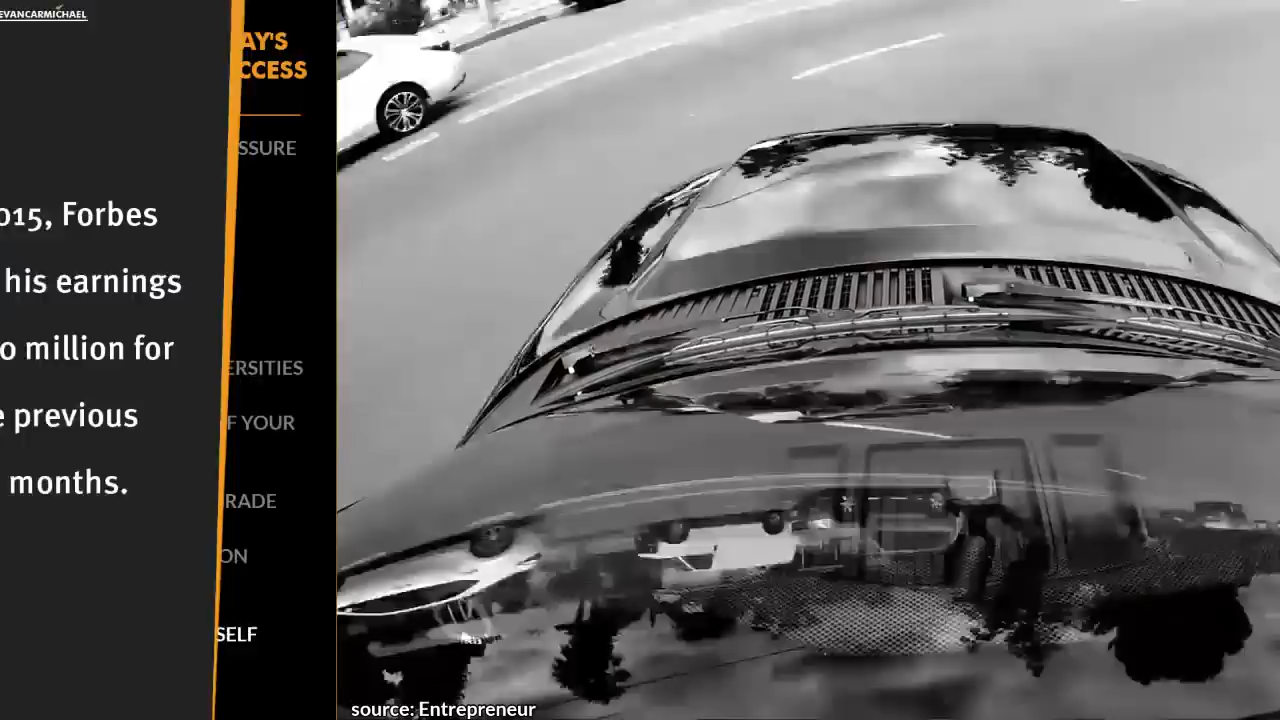 EVANCARMICHAEL
AY'S
CCESS
SSURE
015, Forbes
his earnings
0 million for
e previous
months.
ERSITIES
F YOUR
RADE
ON
SELF
source: Entrepreneur